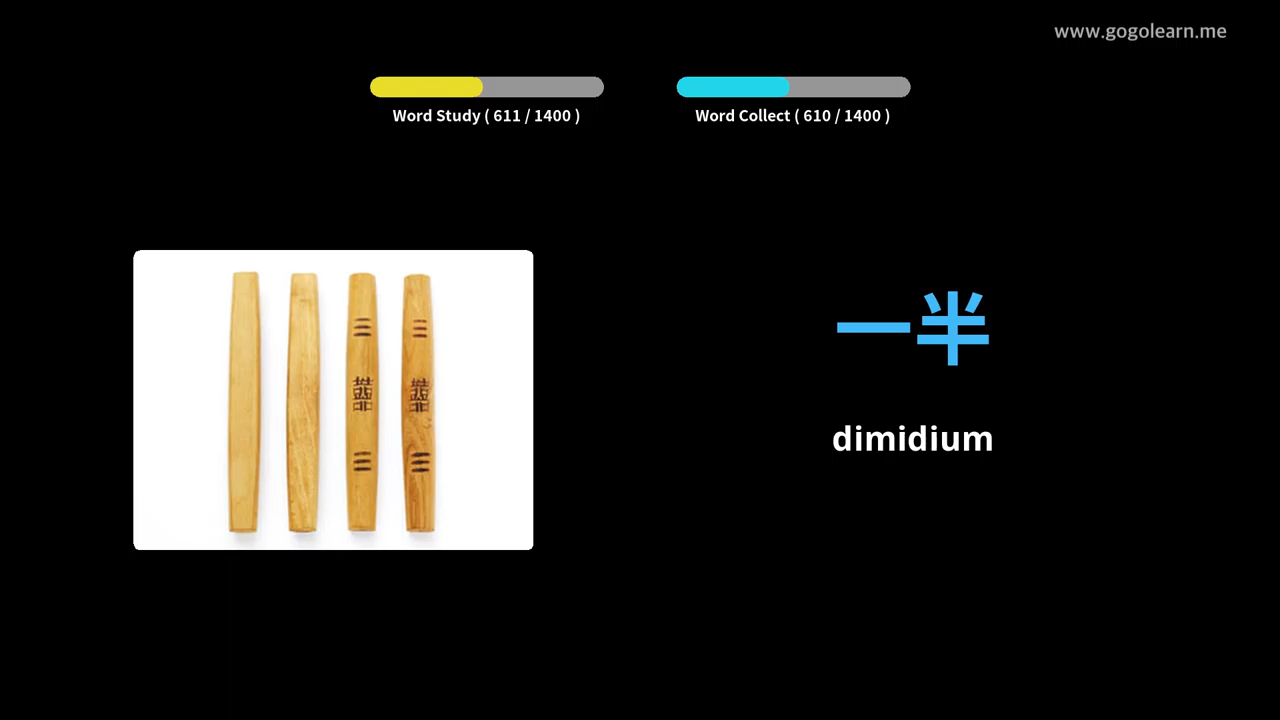 www.gogolearn.me
Word Study ( 611 / 1400 )
Word Collect ( 610 / 1400 )
一半
dimidium